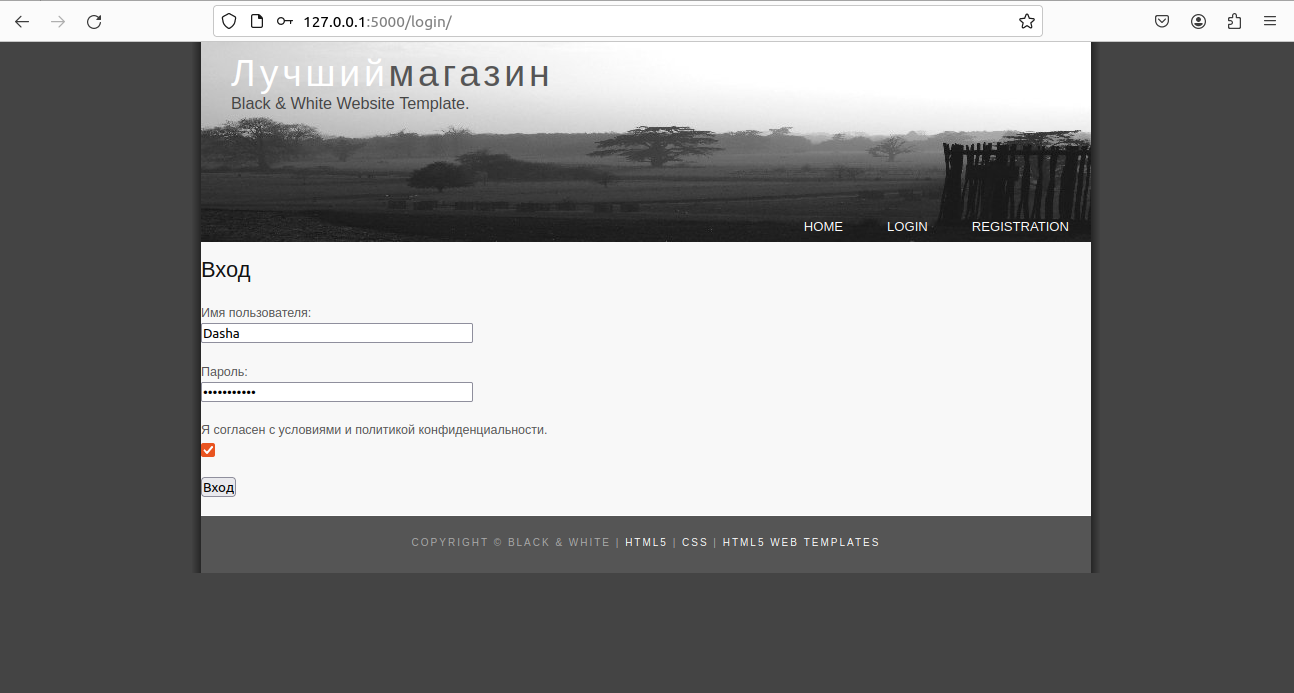 127.0.0.1:5000/login/
Лучшиймагазин
Black & White Website Template.
HOME LOGIN REGISTRATION
Вход
Имя пользователя:
Dasha
Пароль:
•••••••••••
Я согласен с условиями и политикой конфиденциальности.
Вход
COPYRIGHT © BLACK & WHITE | HTML5 | CSS | HTML5 WEB TEMPLATES